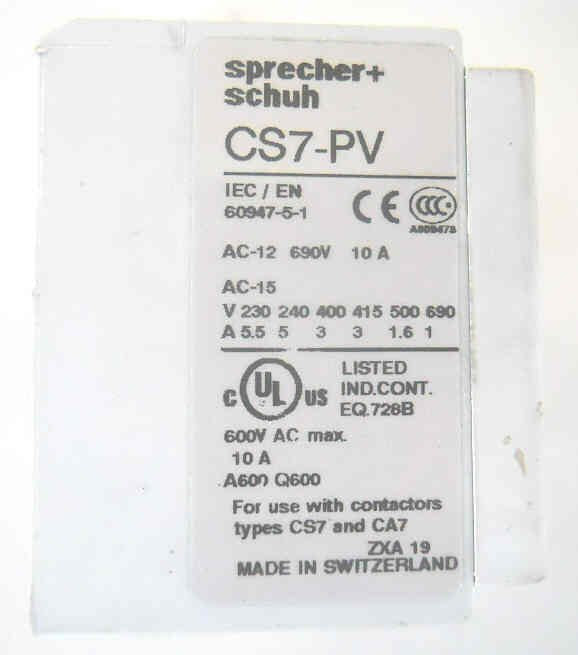 sprecher+
schuh
CS7-PV
IEC / EN
60947-5-1
CE CCC
AC-12 690V 10 A
AC-15
V 230 240 400 415 500 690
A 5.5 5 3 3 1.6 1
C UL US
LISTED
IND.CONT.
EQ.728B
600V AC max.
10 A
A600 Q600
For use with contactors
types CS7 and CA7
ZXA 19
MADE IN SWITZERLAND